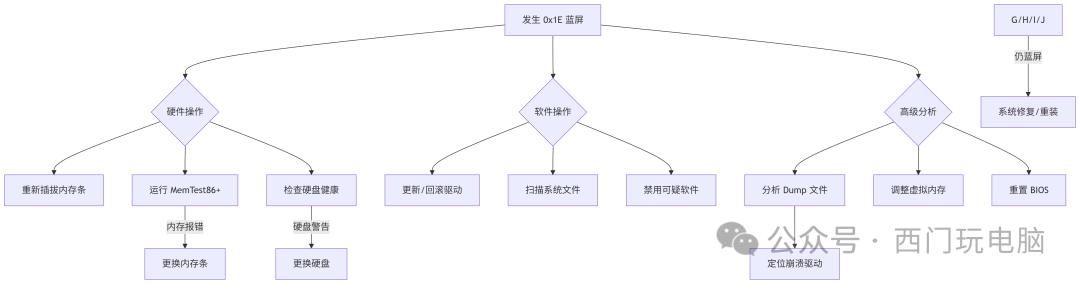 发生 0x1E 蓝屏
G/H/I/J
仍蓝屏
硬件操作
软件操作
高级分析
系统修复/重装
重新插拔内存条
运行 MemTest86+
检查硬盘健康
更新/回滚驱动
扫描系统文件
禁用可疑软件
分析 Dump 文件
调整虚拟内存
重置 BIOS
内存报错
硬盘警告
公众号 · 西门玩电脑
更换内存条
更换硬盘
定位崩溃驱动